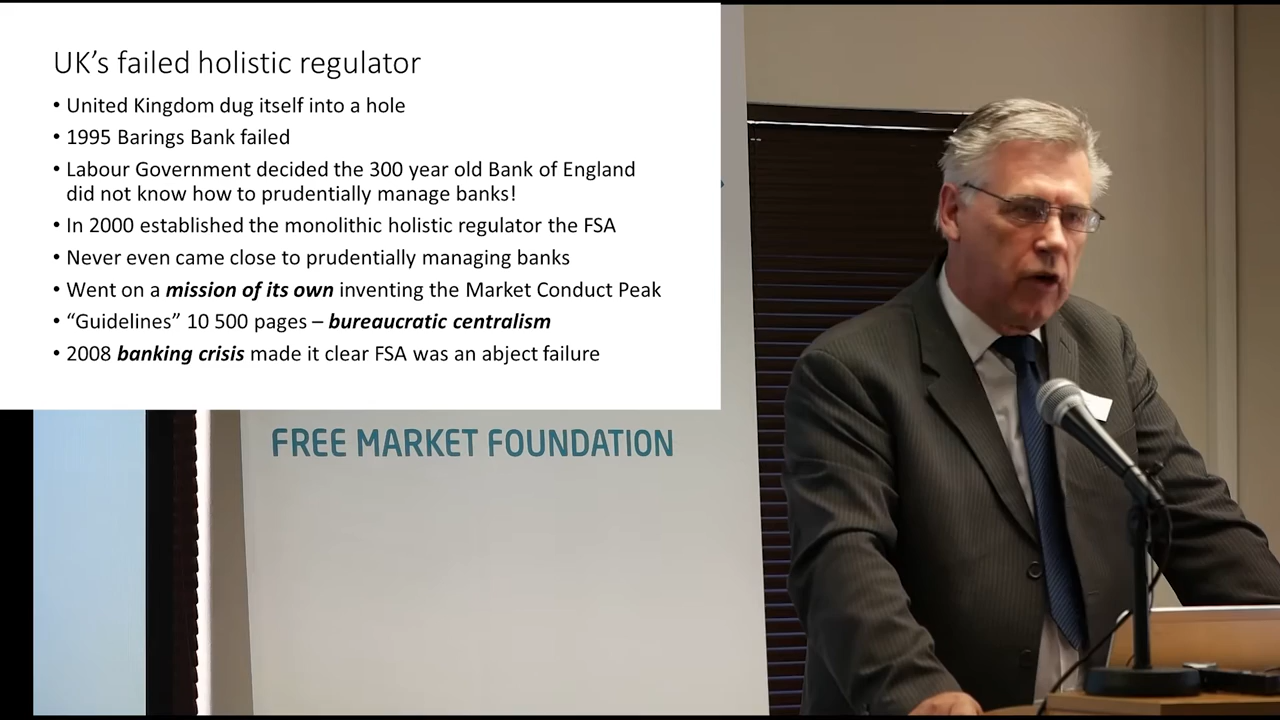 UK’s failed holistic regulator
• United Kingdom dug itself into a hole
• 1995 Barings Bank failed
• Labour Government decided the 300 year old Bank of England
did not know how to prudentially manage banks!
• In 2000 established the monolithic holistic regulator the FSA
• Never even came close to prudentially managing banks
• Went on a mission of its own inventing the Market Conduct Peak
• “Guidelines” 10 500 pages – bureaucratic centralism
• 2008 banking crisis made it clear FSA was an abject failure
FREE MARKET FOUNDATION